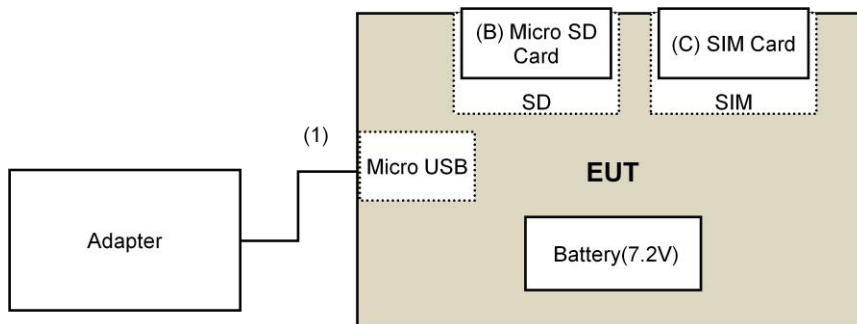 (B) Micro SD
Card
(C) SIM Card
SD
SIM
(1)
Micro USB
EUT
Adapter
Battery(7.2V)